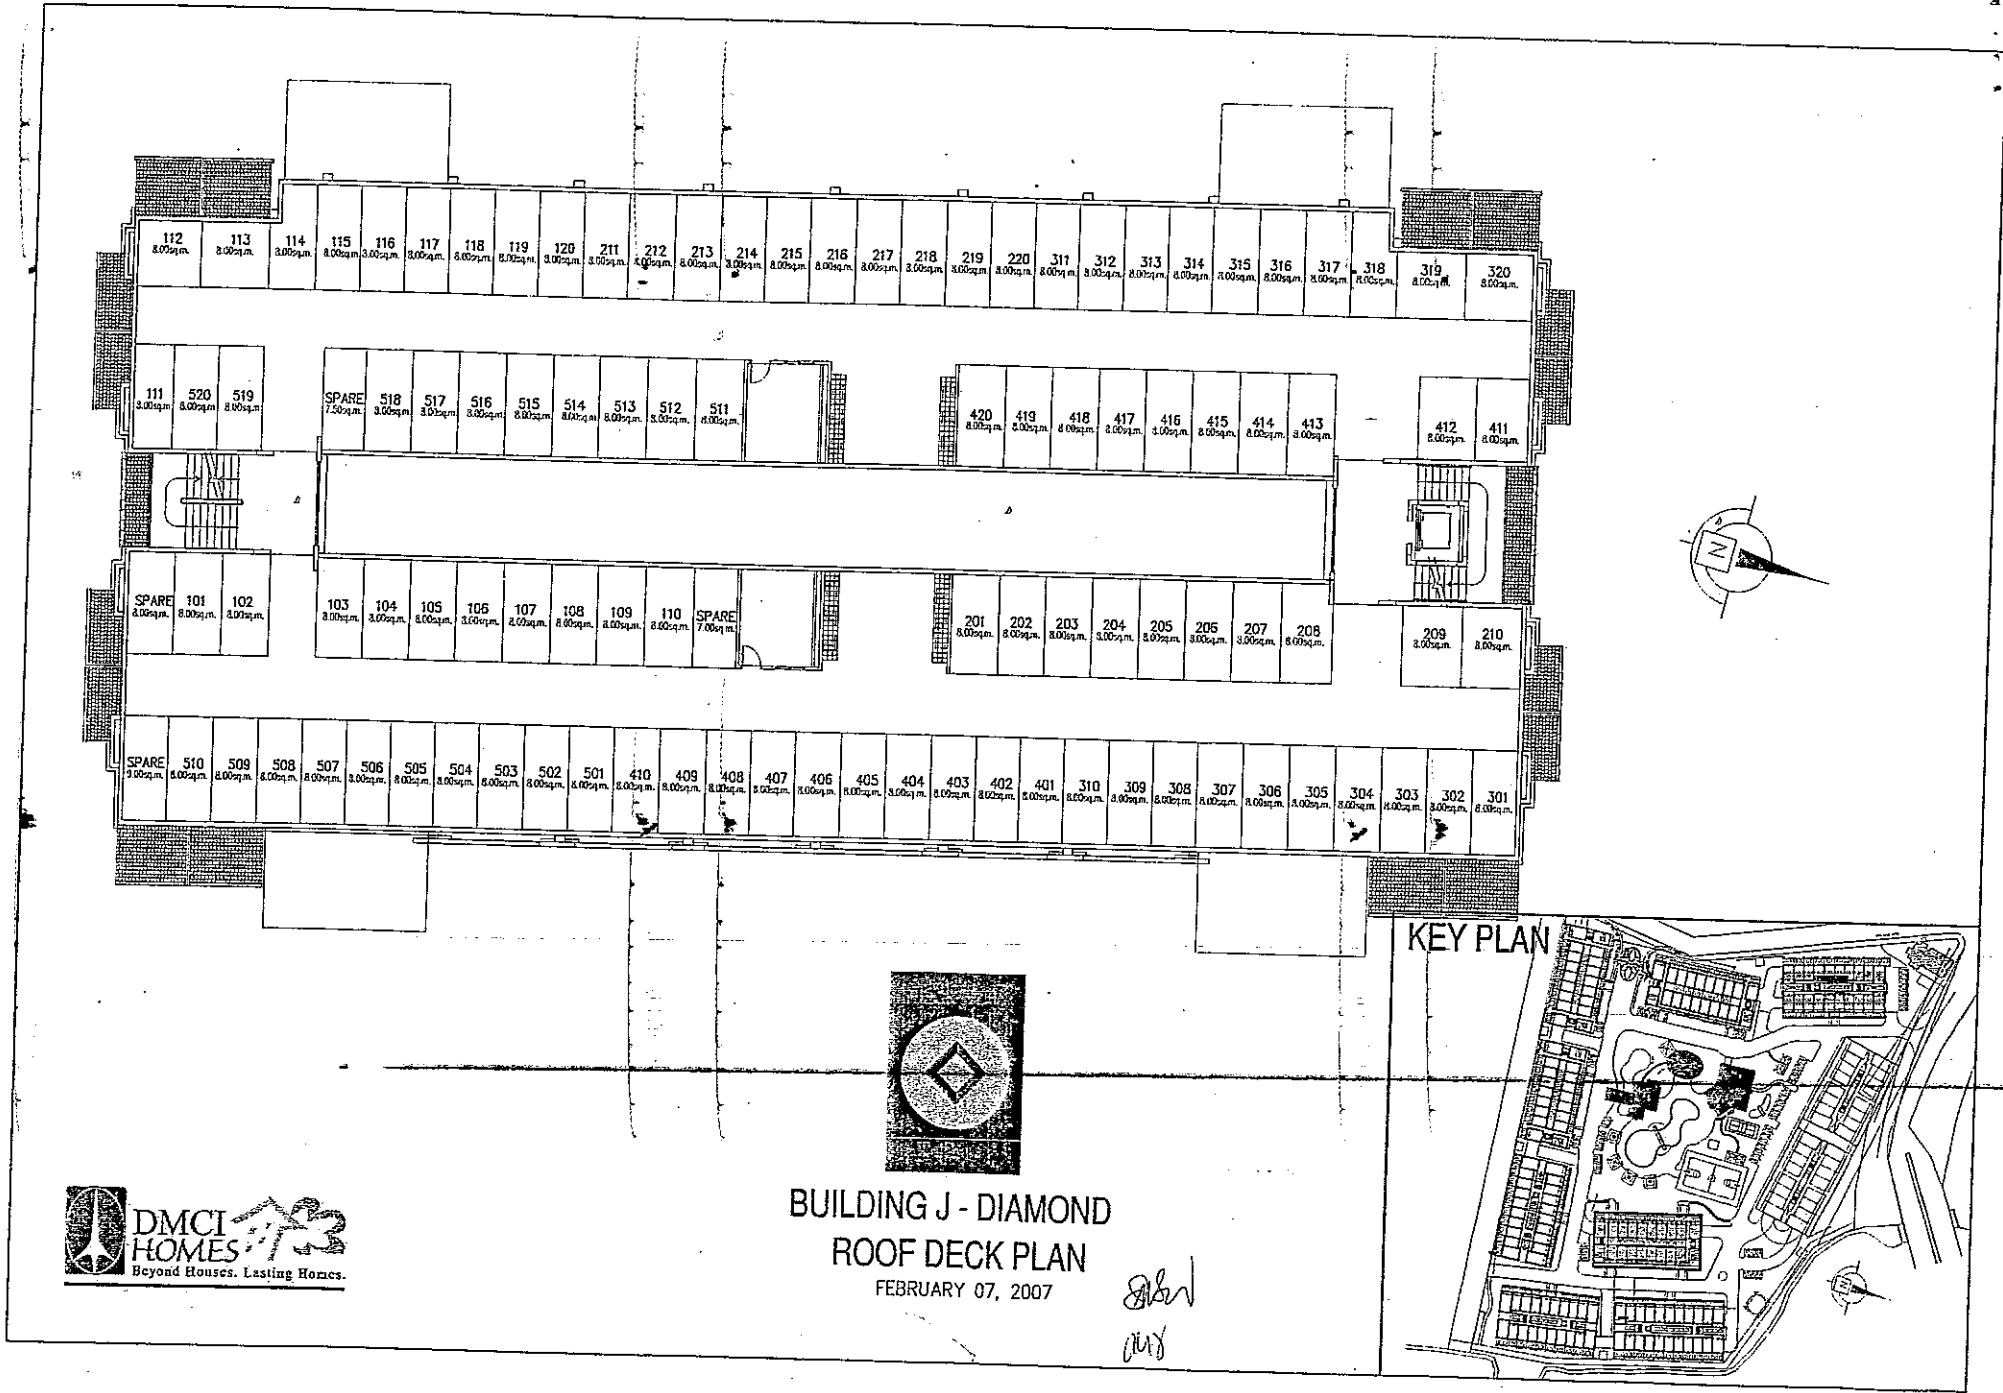 112 113 114 115 116 117 118 119 120 211 212 213 214 215 216 217 218 219 220 311 312 313 314 315 316 317 318 319 320
8.00sq.m. 8.00sq.m. 8.00sq.m. 8.00sq.m. 8.00sq.m. 8.00sq.m. 8.00sq.m. 8.00sq.m. 8.00sq.m. 8.00sq.m. 8.00sq.m. 8.00sq.m. 8.00sq.m. 8.00sq.m. 8.00sq.m. 8.00sq.m. 8.00sq.m. 8.00sq.m. 8.00sq.m. 8.00sq.m. 8.00sq.m. 8.00sq.m. 8.00sq.m. 8.00sq.m. 8.00sq.m. 8.00sq.m. 8.00sq.m. 8.00sq.m. 8.00sq.m.
111 520 519 SPARE 518 517 516 515 514 513 512 511 420 419 418 417 416 415 414 413 412 411
8.00sq.m. 8.00sq.m. 8.00sq.m. 7.50sq.m. 8.00sq.m. 8.00sq.m. 8.00sq.m. 8.00sq.m. 8.00sq.m. 8.00sq.m. 8.00sq.m. 8.00sq.m. 8.00sq.m. 8.00sq.m. 8.00sq.m. 8.00sq.m. 8.00sq.m. 8.00sq.m. 8.00sq.m. 8.00sq.m. 8.00sq.m. 8.00sq.m.
SPARE 101 102 103 104 105 106 107 108 109 110 SPARE 201 202 203 204 205 206 207 208 209 210
8.00sq.m. 8.00sq.m. 8.00sq.m. 8.00sq.m. 8.00sq.m. 8.00sq.m. 8.00sq.m. 8.00sq.m. 8.00sq.m. 8.00sq.m. 8.00sq.m. 7.00sq.m. 8.00sq.m. 8.00sq.m. 8.00sq.m. 8.00sq.m. 8.00sq.m. 8.00sq.m. 8.00sq.m. 8.00sq.m. 8.00sq.m. 8.00sq.m.
N
SPARE 510 509 508 507 506 505 504 503 502 501 410 409 408 407 406 405 404 403 402 401 310 309 308 307 306 305 304 303 302 301
9.00sq.m. 8.00sq.m. 8.00sq.m. 8.00sq.m. 8.00sq.m. 8.00sq.m. 8.00sq.m. 8.00sq.m. 8.00sq.m. 8.00sq.m. 8.00sq.m. 8.00sq.m. 8.00sq.m. 8.00sq.m. 8.00sq.m. 8.00sq.m. 8.00sq.m. 8.00sq.m. 8.00sq.m. 8.00sq.m. 8.00sq.m. 8.00sq.m. 8.00sq.m. 8.00sq.m. 8.00sq.m. 8.00sq.m. 8.00sq.m. 8.00sq.m. 8.00sq.m. 8.00sq.m. 8.00sq.m.
KEY PLAN
DMCI
HOMES
Beyond Houses. Lasting Homes.
BUILDING J - DIAMOND
ROOF DECK PLAN
FEBRUARY 07, 2007
N